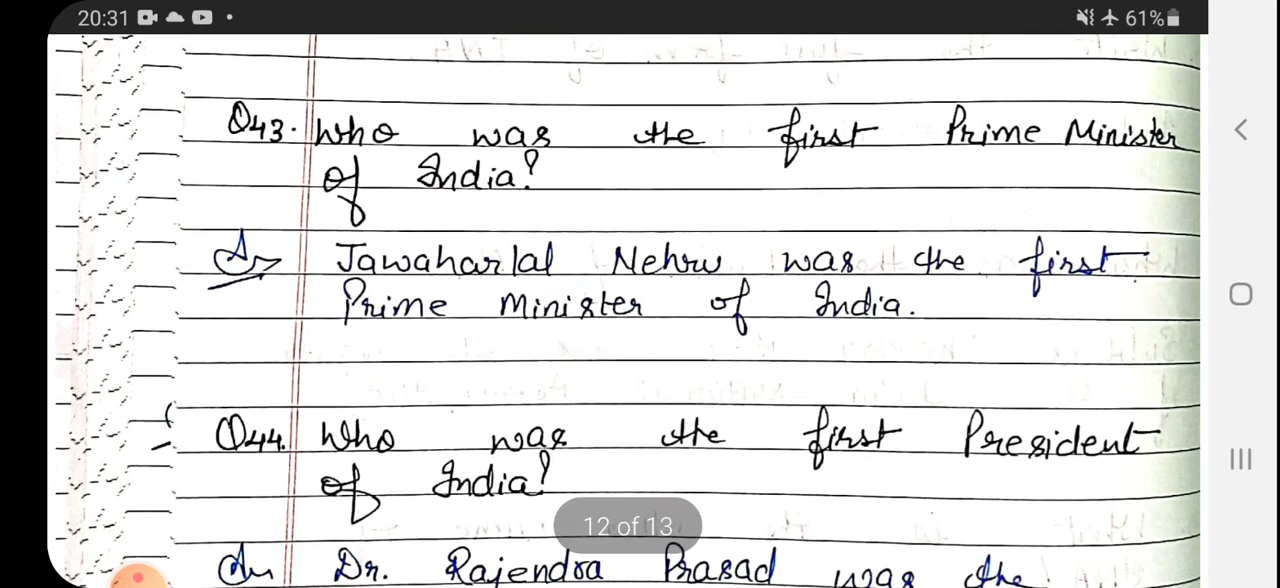 20:31
61%
Q43. Who was the first Prime Minister
of India?
Ans Jawaharlal Nehru was the first
Prime Minister of India.
Q44. Who was the first President
of India?
12 of 13
Ans Dr. Rajendra Prasad was the